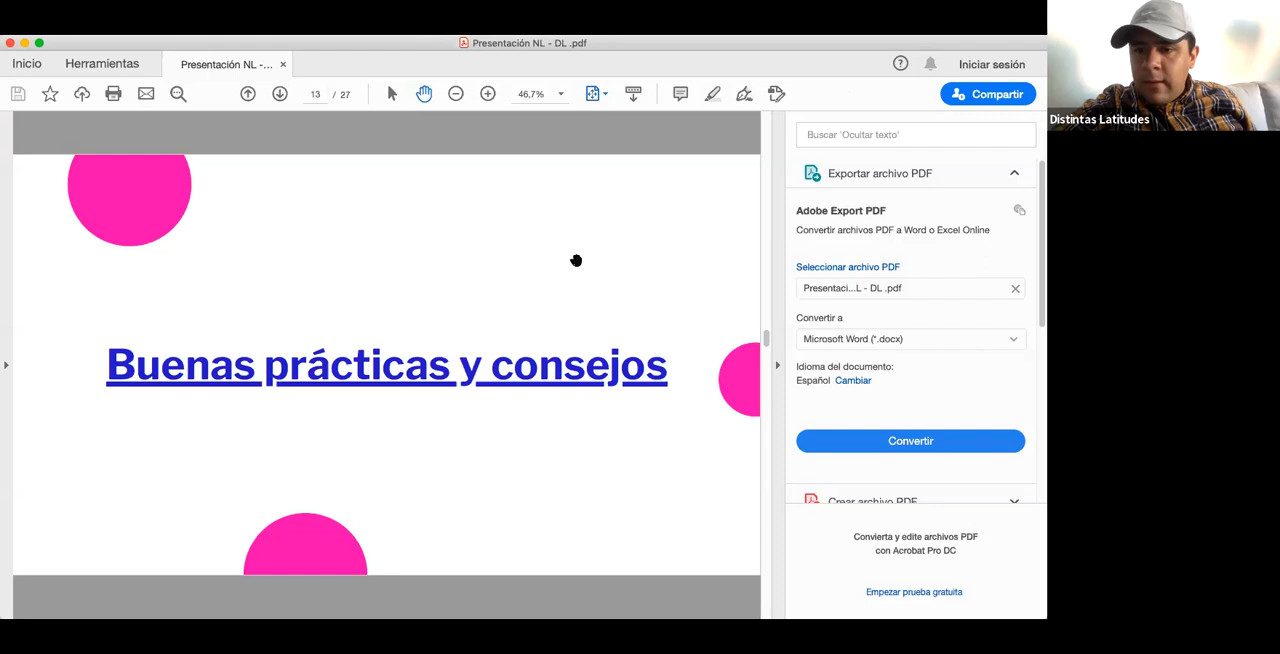 Presentación NL - DL .pdf
Inicio
Herramientas
Presentación NL -... ×
Iniciar sesión
13 / 27
46,7%
Compartir
Distintas Latitudes
Buscar 'Ocultar texto'
Exportar archivo PDF
Adobe Export PDF
Convertir archivos PDF a Word o Excel Online
Seleccionar archivo PDF
Presentaci...L - DL .pdf
Convertir a
Microsoft Word (*.docx)
Idioma del documento:
Español Cambiar
Convertir
Crear archivo PDF
Convierta y edite archivos PDF
con Acrobat Pro DC
Empezar prueba gratuita
Buenas prácticas y consejos